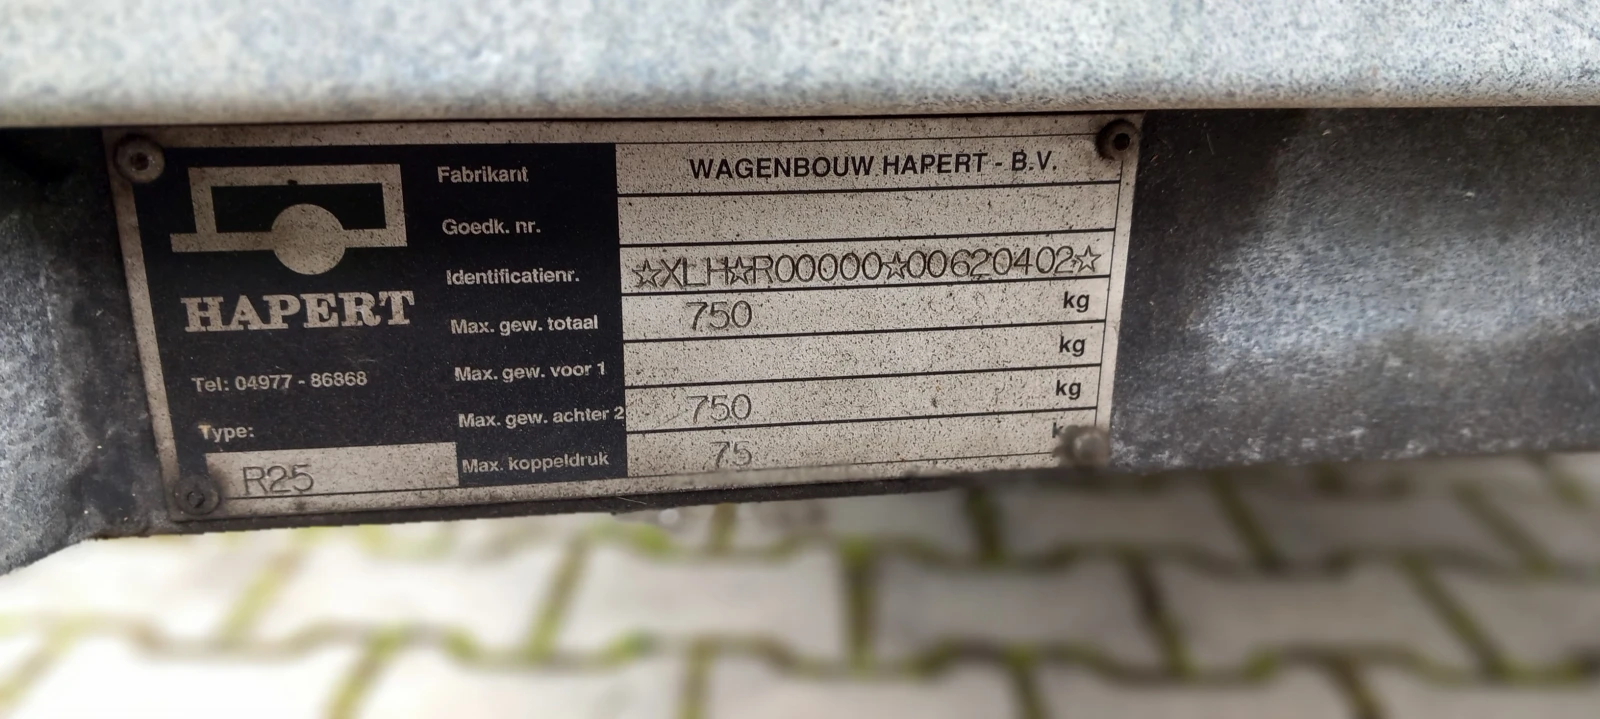 HAPERT
Tel: 04977 - 86868
Type:
R25
Fabrikant WAGENBOUW HAPERT - B.V.
Goedk. nr.
Identificatienr. ☆XLH☆R00000☆00620402☆
Max. gew. totaal 750 kg
Max. gew. voor 1 kg
Max. gew. achter 2 750 kg
Max. koppeldruk 75